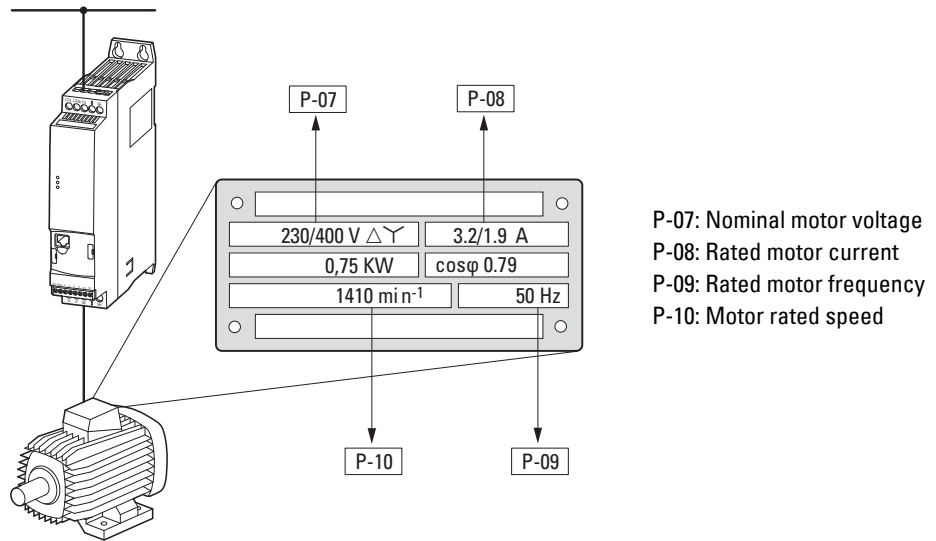 P-07
P-08
230/400 V △ Y
3.2/1.9 A
0,75 KW
cosφ 0.79
1410 min-1
50 Hz
P-10
P-09
P-07: Nominal motor voltage
P-08: Rated motor current
P-09: Rated motor frequency
P-10: Motor rated speed